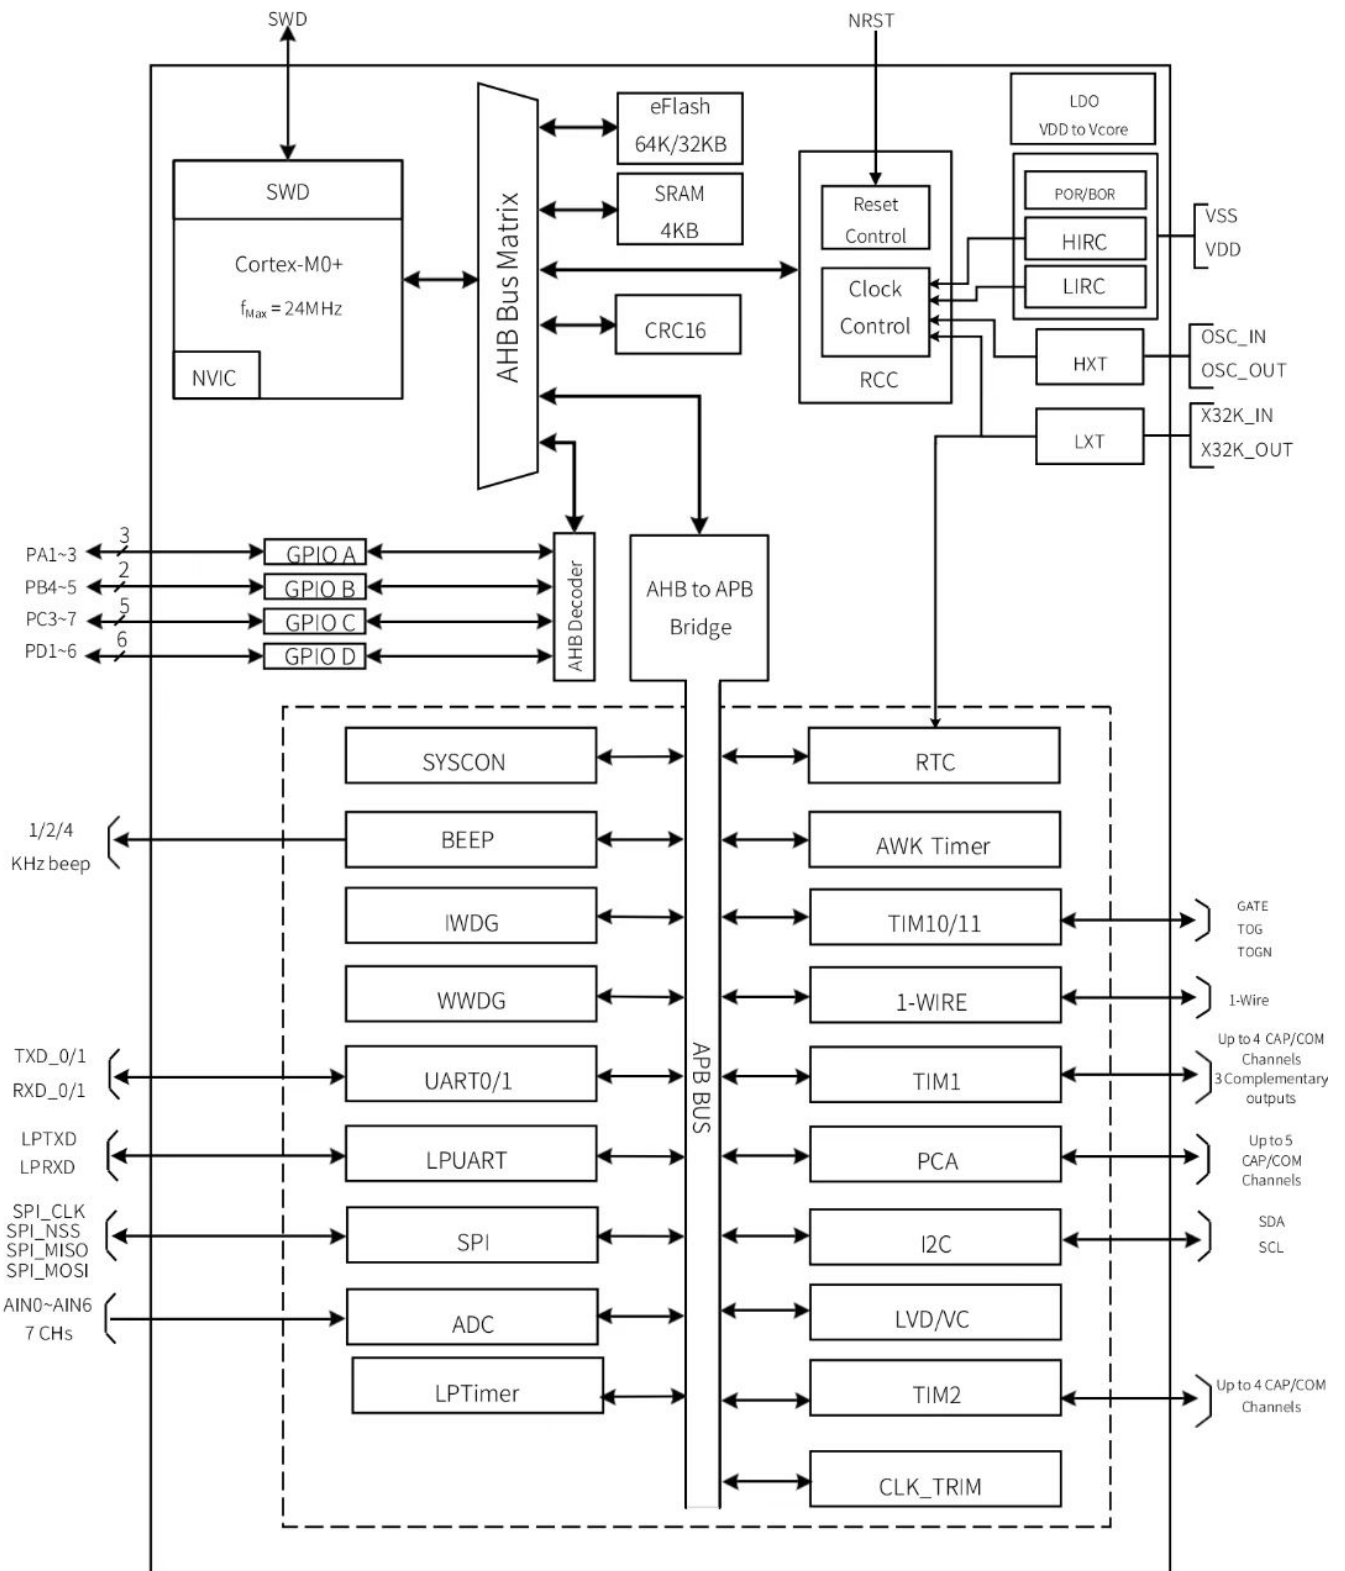 SWD
NRST
LDO
VDD to Vcore
eFlash
64K/32KB
SWD
Cortex-M0+
fMax = 24MHz
NVIC
AHB Bus Matrix
SRAM
4KB
CRC16
Reset
Control
Clock
Control
RCC
POR/BOR
HIRC
LIRC
VSS
VDD
HXT
OSC_IN
OSC_OUT
LXT
X32K_IN
X32K_OUT
PA1~3
3
GPIO A
PB4~5
2
GPIO B
PC3~7
5
GPIO C
PD1~6
6
GPIO D
AHB Decoder
AHB to APB
Bridge
APB BUS
SYSCON
RTC
1/2/4
KHz beep
BEEP
AWK Timer
IWDG
TIM10/11
GATE
TOG
TOGN
WWDG
1-WIRE
1-Wire
TXD_0/1
RXD_0/1
UART0/1
TIM1
Up to 4 CAP/COM
Channels
3 Complementary
outputs
LPTXD
LPRXD
LPUART
PCA
Up to 5
CAP/COM
Channels
SPI_CLK
SPI_NSS
SPI_MISO
SPI_MOSI
SPI
I2C
SDA
SCL
AIN0~AIN6
7 CHs
ADC
LVD/VC
LPTimer
TIM2
Up to 4 CAP/COM
Channels
CLK_TRIM